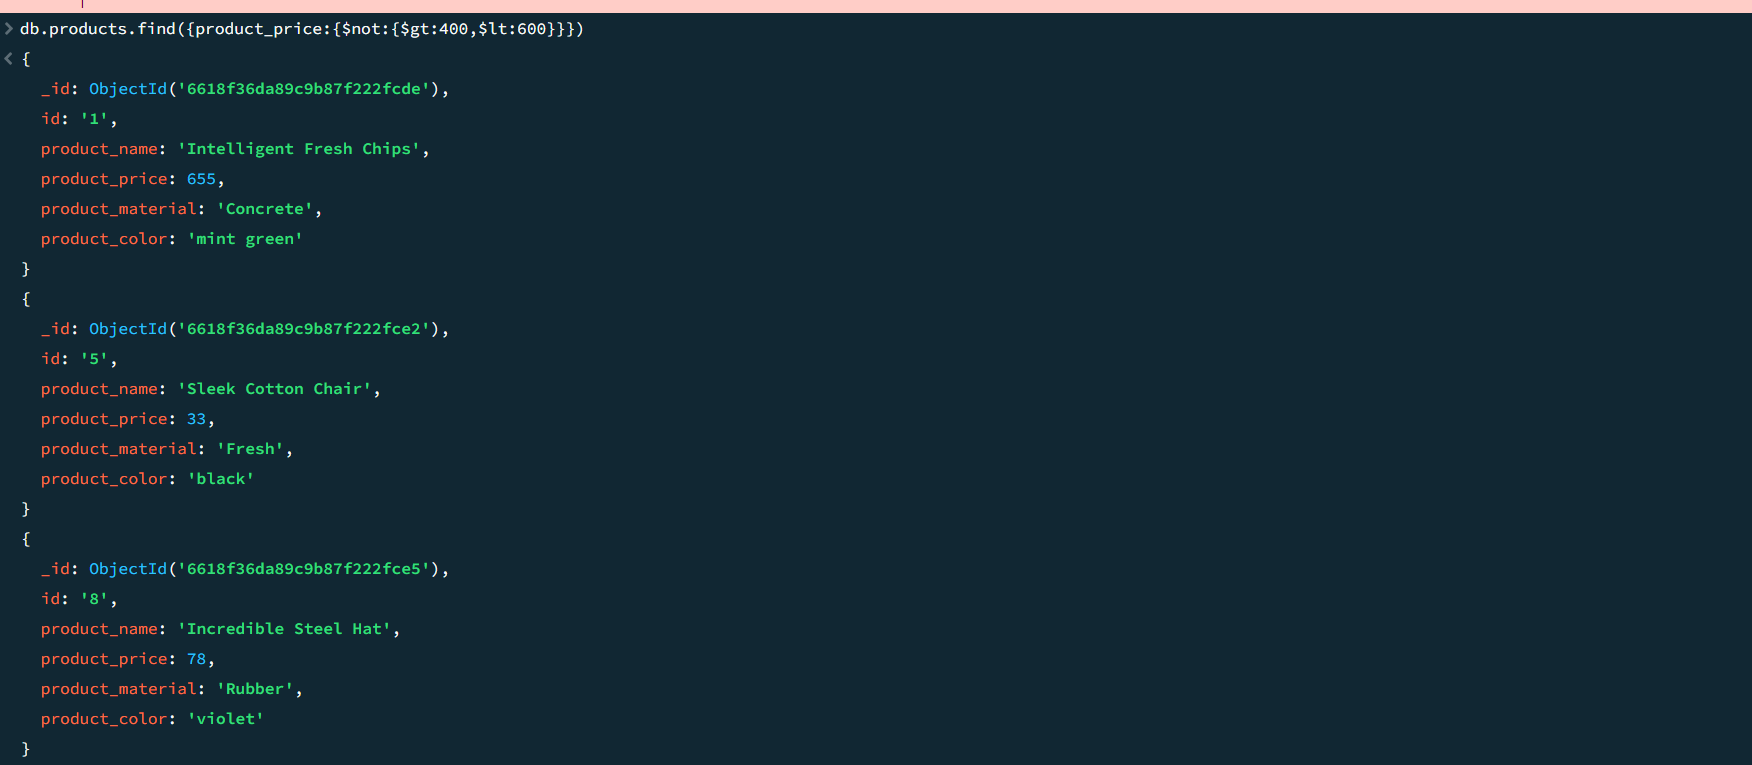 db.products.find({product_price:{$not:{$gt:400,$lt:600}}})
{
_id: ObjectId('6618f36da89c9b87f222fcde'),
id: '1',
product_name: 'Intelligent Fresh Chips',
product_price: 655,
product_material: 'Concrete',
product_color: 'mint green'
}
{
_id: ObjectId('6618f36da89c9b87f222fce2'),
id: '5',
product_name: 'Sleek Cotton Chair',
product_price: 33,
product_material: 'Fresh',
product_color: 'black'
}
{
_id: ObjectId('6618f36da89c9b87f222fce5'),
id: '8',
product_name: 'Incredible Steel Hat',
product_price: 78,
product_material: 'Rubber',
product_color: 'violet'
}